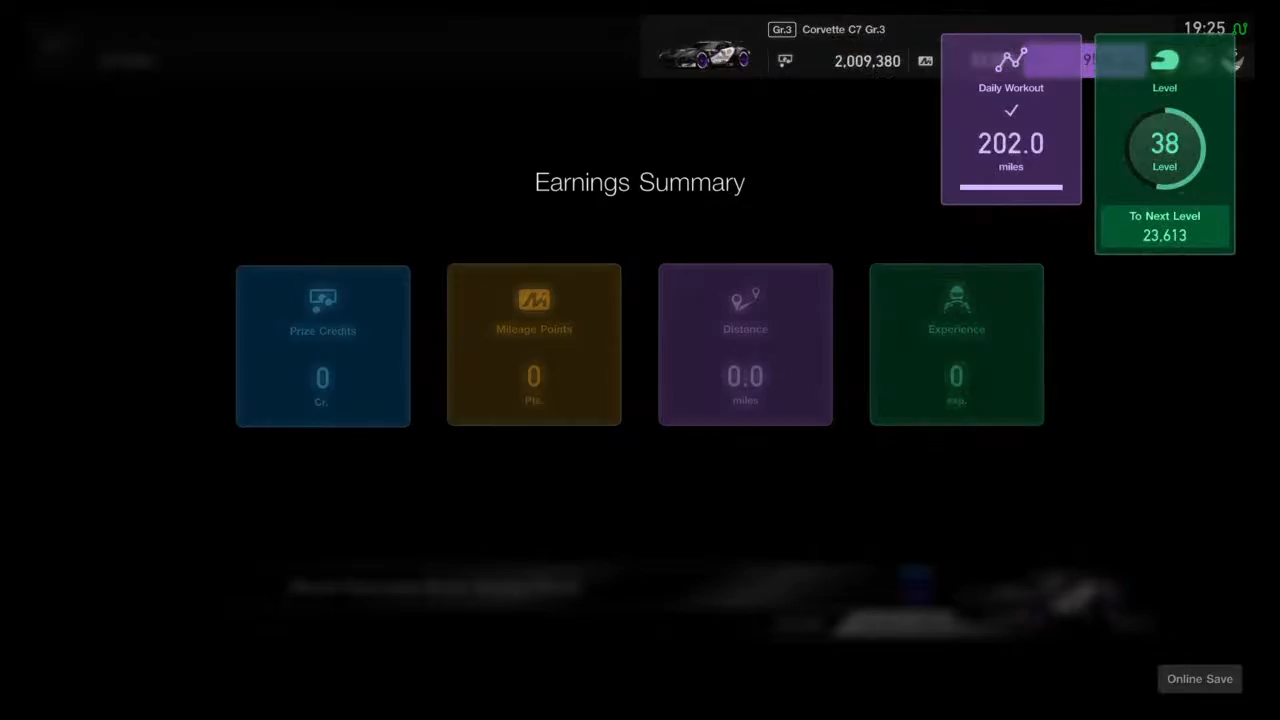 Gr.3 Corvette C7 Gr.3
19:25
2,009,380
Daily Workout
202.0
miles
Level
38
Level
To Next Level
23,613
Earnings Summary
Prize Credits
0
Cr.
Mileage Points
0
Pts.
Distance
0.0
miles
Experience
0
exp.
Online Save